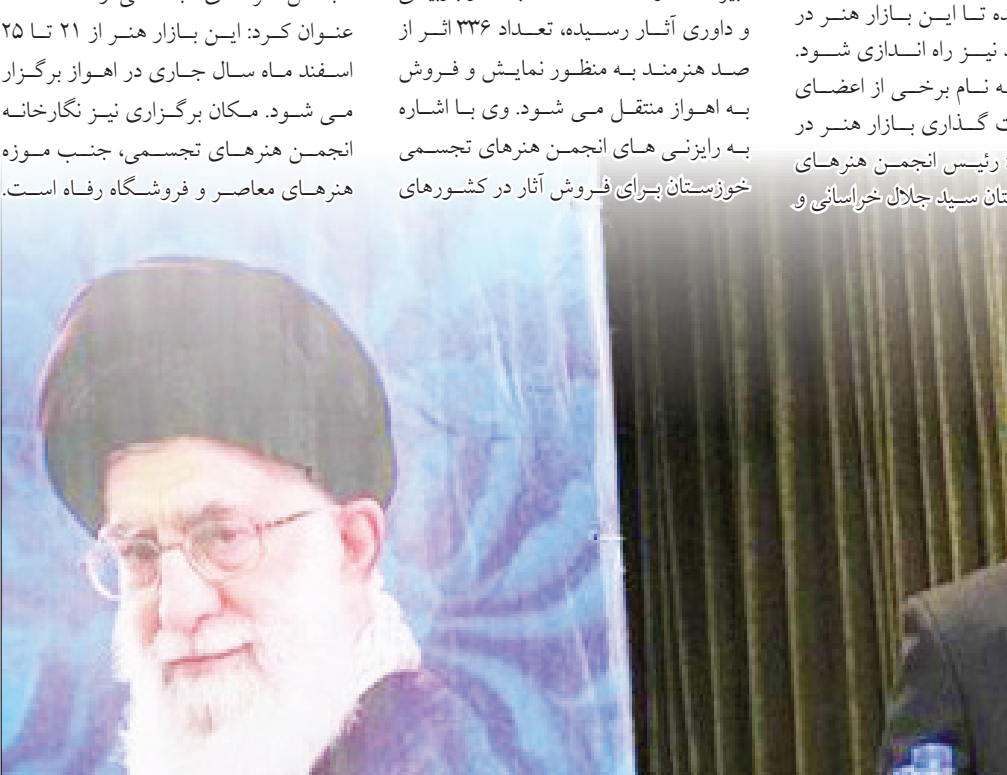 ده تا این بازار هنر در
نیز راه اندازی شود.
نام برخی از اعضای
گذاری بازار هنر در
رئیس انجمن هنرهای
سید جلال خراسانی و
و داوری آثار رسیده، تعداد ۳۳۶ اثر از
صد هنرمند به منظور نمایش و فروش
به اهواز منتقل می شود. وی با اشاره
به رایزنی های انجمن هنرهای تجسمی
خوزستان برای فروش آثار در کشورهای
عنوان کرد: این بازار هنر از ۲۱ تا ۲۵
اسفند ماه سال جاری در اهواز برگزار
می شود. مکان برگزاری نیز نگارخانه
انجمن هنرهای تجسمی، جنب موزه
هنرهای معاصر و فروشگاه رفاه است.